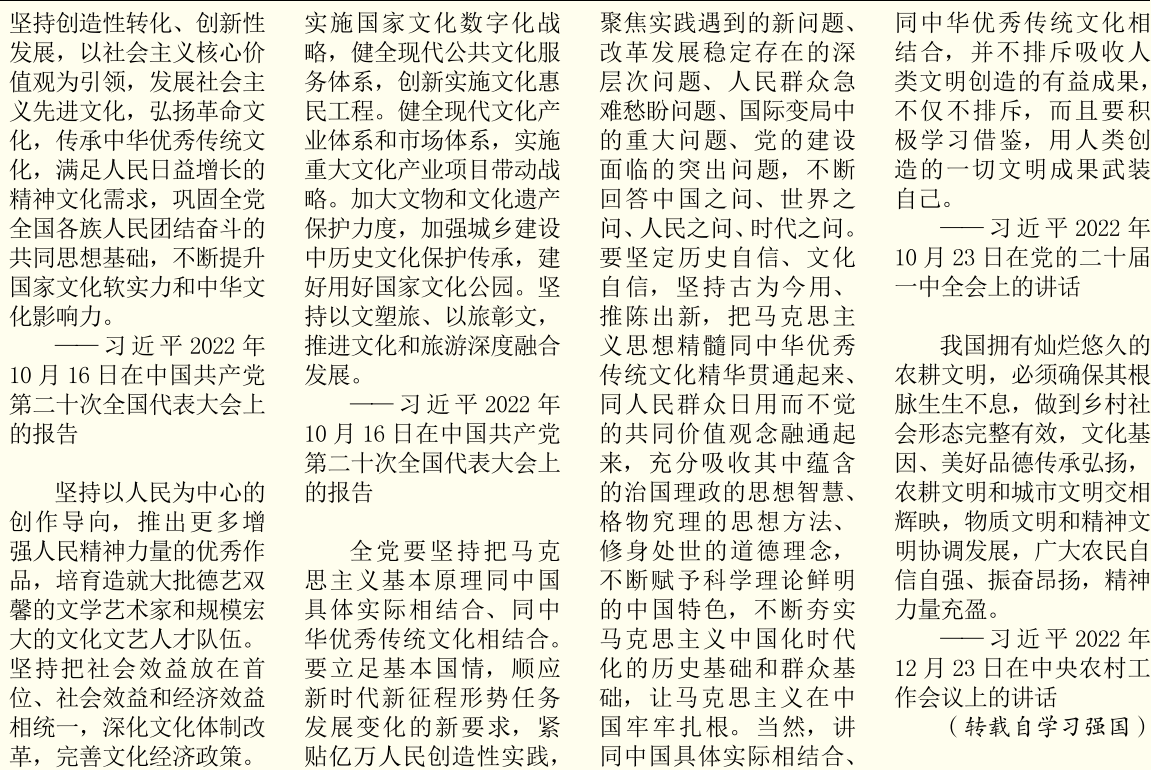 坚持创造性转化、创新性
发展，以社会主义核心价
值观为引领，发展社会主
义先进文化，弘扬革命文
化，传承中华优秀传统文
化，满足人民日益增长的
精神文化需求，巩固全党
全国各族人民团结奋斗的
共同思想基础，不断提升
国家文化软实力和中华文
化影响力。
——习近平2022年
10月16日在中国共产党
第二十次全国代表大会上
的报告
坚持以人民为中心的
创作导向，推出更多增
强人民精神力量的优秀作
品，培育造就大批德艺双
馨的文学艺术家和规模宏
大的文化文艺人才队伍。
坚持把社会效益放在首
位、社会效益和经济效益
相统一，深化文化体制改
革，完善文化经济政策。
实施国家文化数字化战
略，健全现代公共文化服
务体系，创新实施文化惠
民工程。健全现代文化产
业体系和市场体系，实施
重大文化产业项目带动战
略。加大文物和文化遗产
保护力度，加强城乡建设
中历史文化保护传承，建
好用好国家文化公园。坚
持以文塑旅、以旅彰文，
推进文化和旅游深度融合
发展。
——习近平2022年
10月16日在中国共产党
第二十次全国代表大会上
的报告
全党要坚持把马克
思主义基本原理同中国
具体实际相结合、同中
华优秀传统文化相结合。
要立足基本国情，顺应
新时代新征程形势任务
发展变化的新要求，紧
贴亿万人民创造性实践，
聚焦实践遇到的新问题、
改革发展稳定存在的深
层次问题、人民群众急
难愁盼问题、国际变局中
的重大问题、党的建设
面临的突出问题，不断
回答中国之问、世界之
问、人民之问、时代之问。
要坚定历史自信、文化
自信，坚持古为今用、
推陈出新，把马克思主
义思想精髓同中华优秀
传统文化精华贯通起来、
同人民群众日用而不觉
的共同价值观念融通起
来，充分吸收其中蕴含
的治国理政的思想智慧、
格物究理的思想方法、
修身处世的道德理念，
不断赋予科学理论鲜明
的中国特色，不断夯实
马克思主义中国化时代
化的历史基础和群众基
础，让马克思主义在中
国牢牢扎根。当然，讲
同中国具体实际相结合、
同中华优秀传统文化相
结合，并不排斥吸收人
类文明创造的有益成果，
不仅不排斥，而且要积
极学习借鉴，用人类创
造的一切文明成果武装
自己。
——习近平2022年
10月23日在党的二十届
一中全会上的讲话
我国拥有灿烂悠久的
农耕文明，必须确保其根
脉生生不息，做到乡村社
会形态完整有效，文化基
因、美好品德传承弘扬，
农耕文明和城市文明交相
辉映，物质文明和精神文
明协调发展，广大农民自
信自强、振奋昂扬，精神
力量充盈。
——习近平2022年
12月23日在中央农村工
作会议上的讲话
（转载自学习强国）